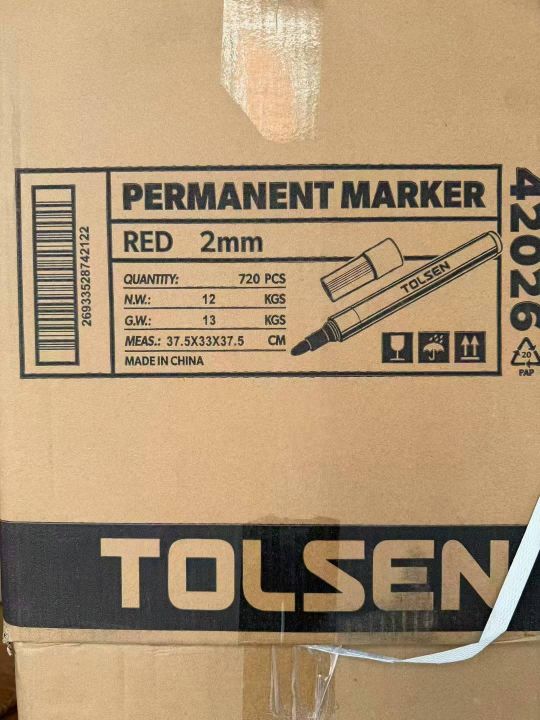 PERMANENT MARKER
RED 2mm
QUANTITY: 720 PCS
N.W.: 12 KGS
G.W.: 13 KGS
MEAS.: 37.5X33X37.5 CM
MADE IN CHINA
26933528742122
TOLSEN
42026
20
PAP
TOLSEN